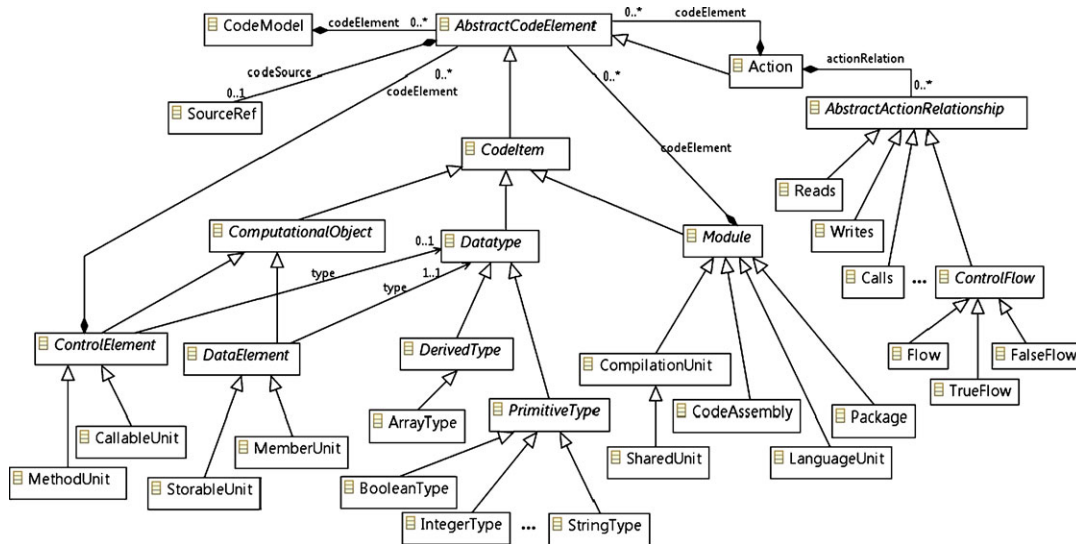 CodeModel
codeElement
0..*
AbstractCodeElement
0..*
codeElement
Action
actionRelation
0..*
AbstractActionRelationship
codeSource
0..1
SourceRef
0..*
codeElement
0..*
codeElement
CodeItem
Reads
Writes
Calls
...
ControlFlow
ComputationalObject
0..1
Datatype
1..1
type
type
Module
ControlElement
DataElement
DerivedType
CompilationUnit
Flow
FalseFlow
TrueFlow
ArrayType
PrimitiveType
CodeAssembly
Package
CallableUnit
MemberUnit
SharedUnit
LanguageUnit
MethodUnit
StorableUnit
BooleanType
IntegerType
...
StringType